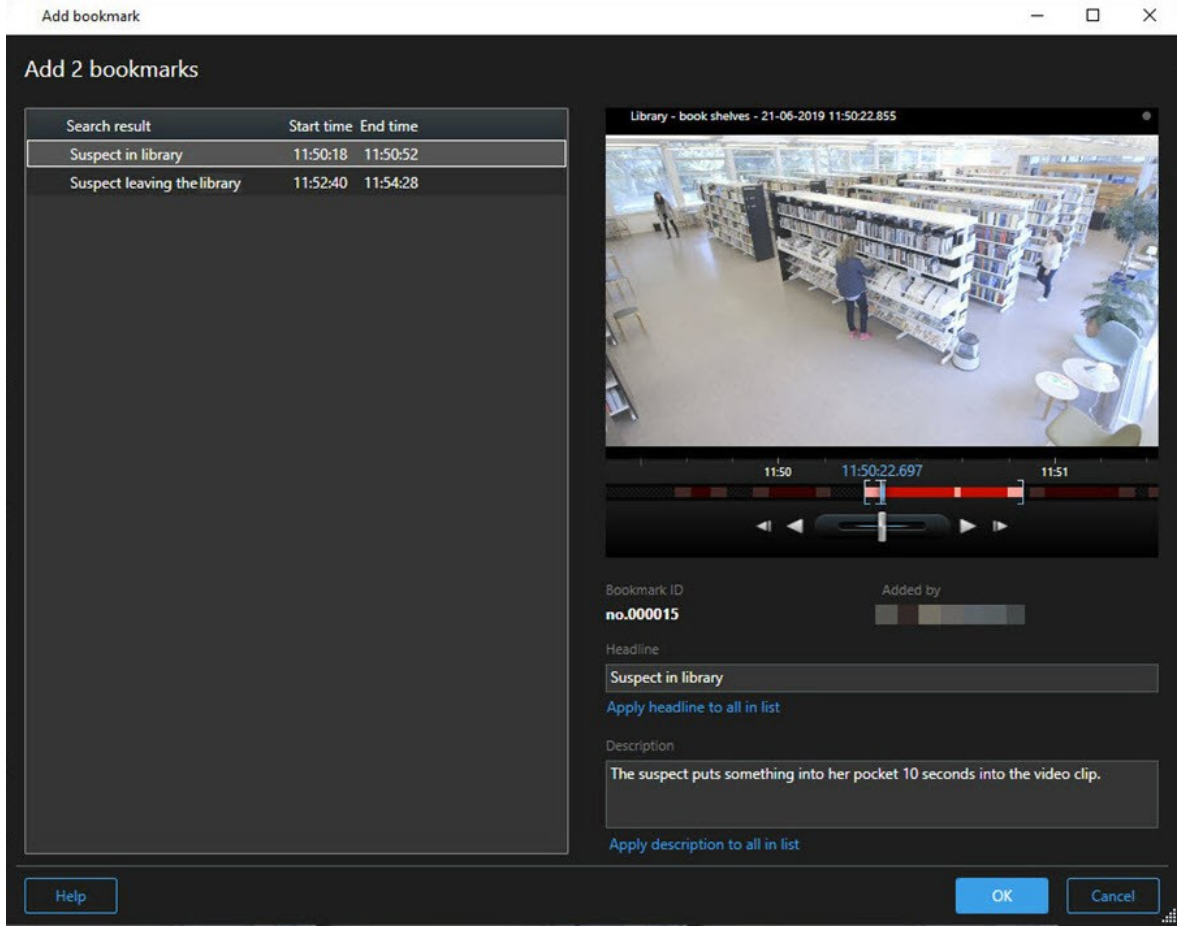 Add bookmark
Add 2 bookmarks
Search result Start time End time
Suspect in library 11:50:18 11:50:52
Suspect leaving the library 11:52:40 11:54:28
Library - book shelves - 21-06-2019 11:50:22.855
11:50 11:50:22.697 11:51
Bookmark ID Added by
no.000015
Headline
Suspect in library
Apply headline to all in list
Description
The suspect puts something into her pocket 10 seconds into the video clip.
Apply description to all in list
Help OK Cancel